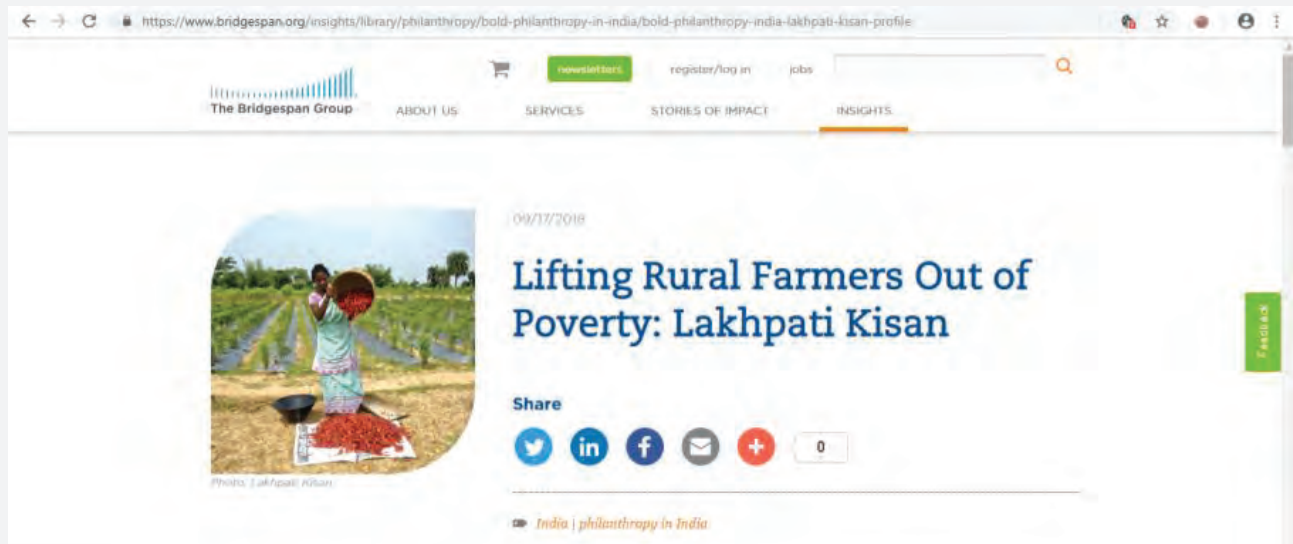 https://www.bridgespan.org/insights/library/philanthropy/bold-philanthropy-in-india/bold-philanthropy-india-lakhpati-kisan-profile
newsletters register/log in jobs
The Bridgespan Group
ABOUT US SERVICES STORIES OF IMPACT INSIGHTS
09/17/2018
Lifting Rural Farmers Out of
Poverty: Lakhpati Kisan
Feedback
Share
in f 0
Photo: Lakhpati Kisan
India | philanthropy in India